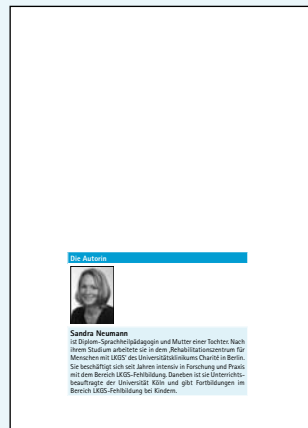 Die Autorin
Sandra Neumann
ist Diplom-Sprachheilpädagogin und Mutter einer Tochter. Nach
ihrem Studium arbeitete sie in dem ‚Rehabilitationszentrum für
Menschen mit LKGS' des Universitätsklinikums Charité in Berlin.
Sie beschäftigt sich seit Jahren intensiv in Forschung und Praxis
mit dem Bereich LKGS-Fehlbildung. Daneben ist sie Unterrichts-
beauftragte der Universität Köln und gibt Fortbildungen im
Bereich LKGS-Fehlbildung bei Kindern.